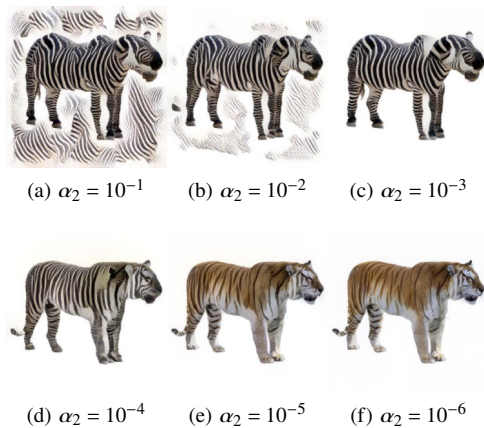 (a) α₂ = 10⁻¹ (b) α₂ = 10⁻² (c) α₂ = 10⁻³
(d) α₂ = 10⁻⁴ (e) α₂ = 10⁻⁵ (f) α₂ = 10⁻⁶